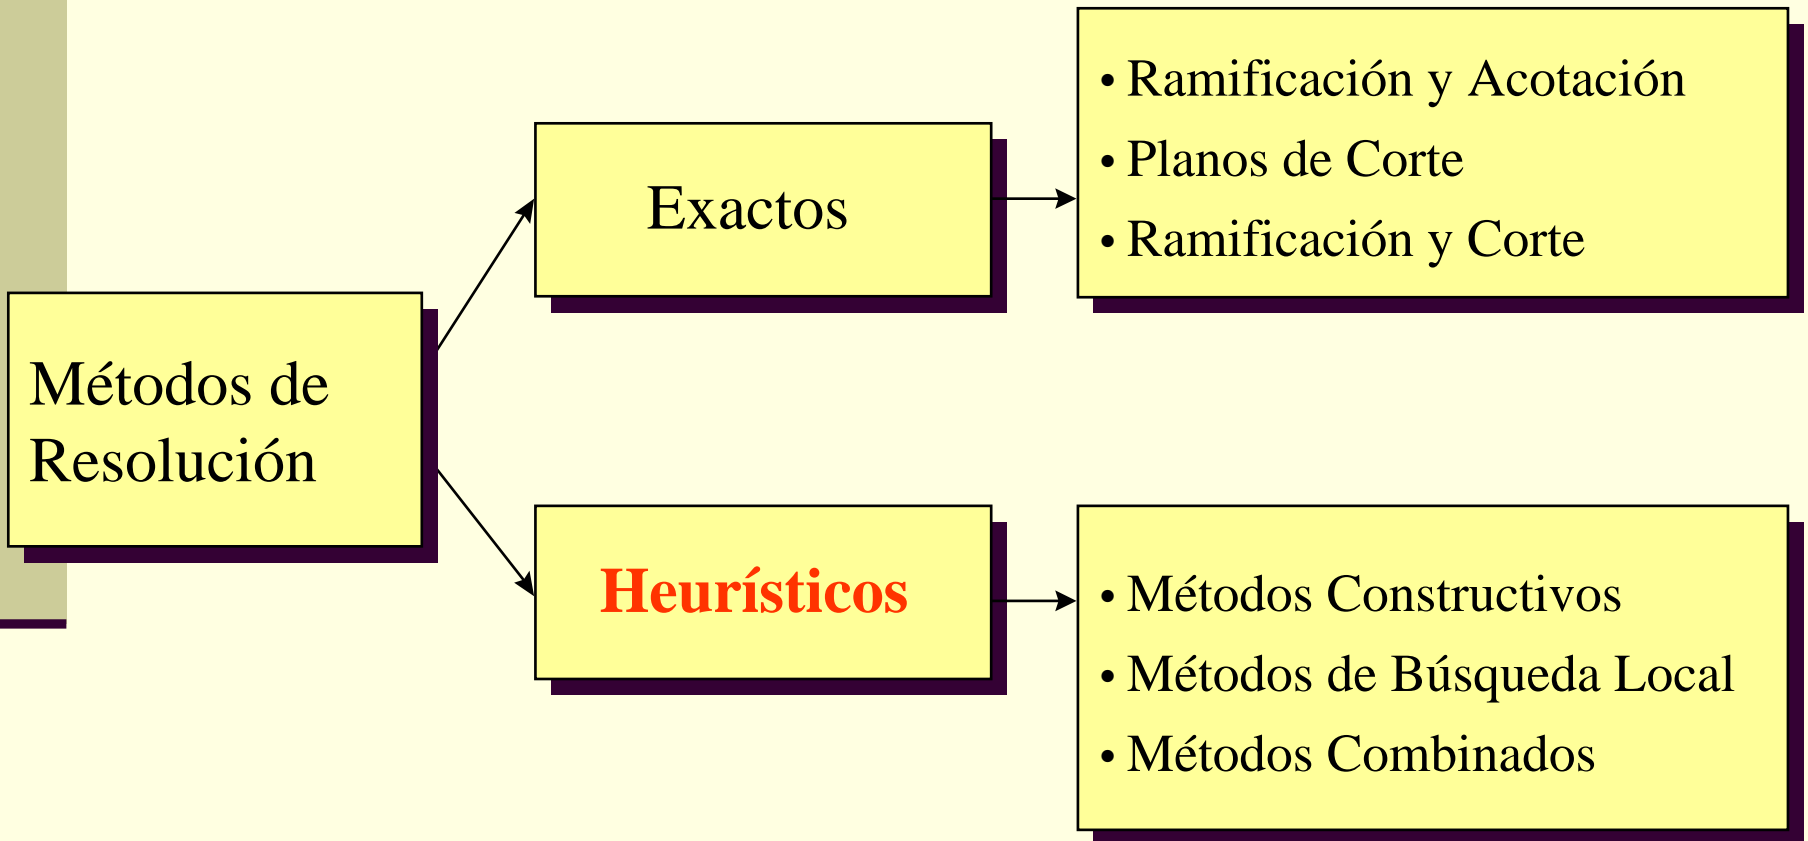 Métodos de
Resolución
Exactos
• Ramificación y Acotación
• Planos de Corte
• Ramificación y Corte
Heurísticos
• Métodos Constructivos
• Métodos de Búsqueda Local
• Métodos Combinados